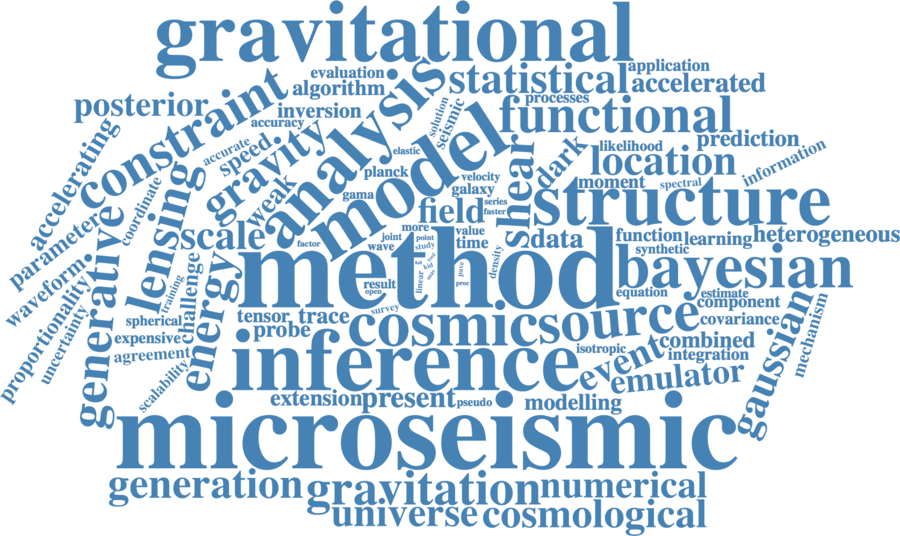 gravitational
application
evaluation
statistical
accelerated
algorithm
posterior
constraint
inversion
analysis
processes
functional
accuracy
solution
seismic
model
prediction
accelerating
accurate
speed
gravity
elastic
planck
velocity
galaxy
gama
shear
dark
likelihood
location
moment
spectral
information
coordinate
lensing
weak
parameter
generative
field
series
faster
structure
scale
factor
more
joint
wave
point
study
value
time
data
function
learning
heterogeneous
synthetic
density
waveform
challenge
energy
method
bayesian
linear
result
open
proc
equation
estimate
component
proportionality
uncertainty
training
spherical
tensor
trace
survey
cosmic
source
covariance
gaussian
mechanism
expensive
probe
agreement
inference
isotropic
event
combined
integration
emulator
scalability
extension
present
pseudo
modelling
microseismic
generation
gravitation
numerical
universe
cosmological